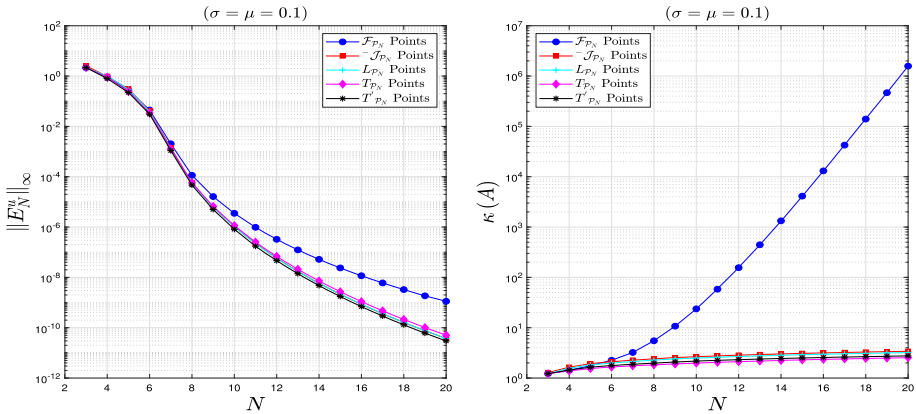 (σ = μ = 0.1)
10^2
10^0
10^-2
10^-4
10^-6
10^-8
10^-10
10^-12
‖E_N^u‖_∞
2 4 6 8 10 12 14 16 18 20
N
F_{P_N} Points
⁻J_{P_N} Points
L_{P_N} Points
T_{P_N} Points
T'_{P_N} Points
(σ = μ = 0.1)
10^7
10^6
10^5
10^4
10^3
10^2
10^1
10^0
κ (A)
2 4 6 8 10 12 14 16 18 20
N
F_{P_N} Points
⁻J_{P_N} Points
L_{P_N} Points
T_{P_N} Points
T'_{P_N} Points